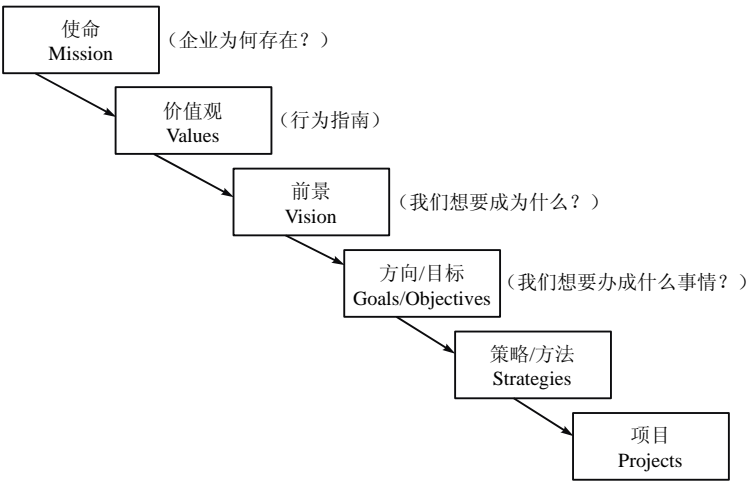 使命
Mission
（企业为何存在？）
价值观
Values
（行为指南）
前景
Vision
（我们想要成为什么？）
方向/目标
Goals/Objectives
（我们想要办成什么事情？）
策略/方法
Strategies
项目
Projects